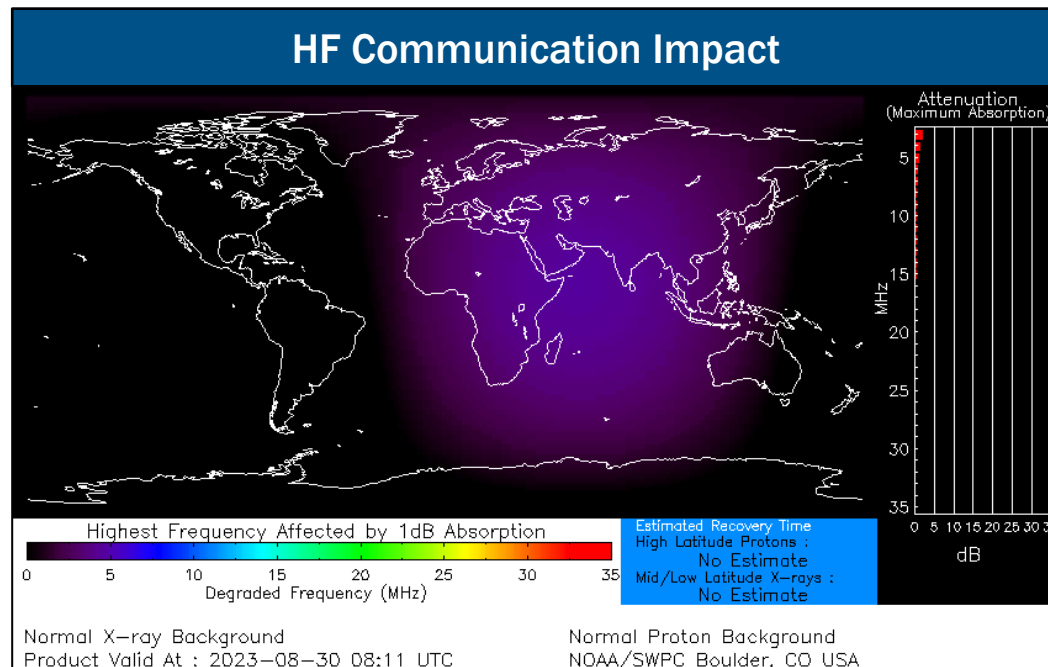 HF Communication Impact
Attenuation
(Maximum Absorption)
5
10
15
20
25
30
35
MHz
0 5 10 15 20 25 30
dB
Highest Frequency Affected by 1dB Absorption
0 5 10 15 20 25 30 35
Degraded Frequency (MHz)
Estimated Recovery Time
High Latitude Protons :
No Estimate
Mid/Low Latitude X-rays :
No Estimate
Normal X-ray Background
Normal Proton Background
Product Valid At : 2023-08-30 08:11 UTC
NOAA/SWPC Boulder, CO USA